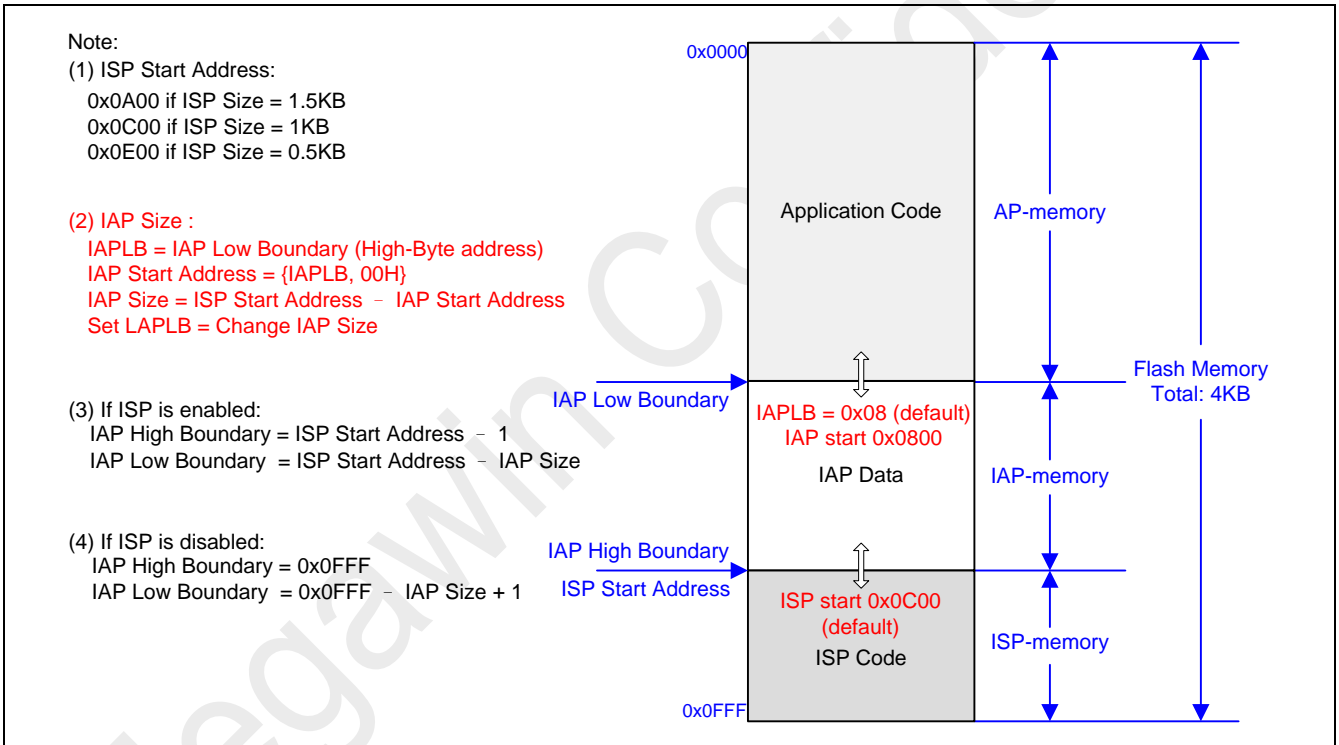 Note:
(1) ISP Start Address:
0x0A00 if ISP Size = 1.5KB
0x0C00 if ISP Size = 1KB
0x0E00 if ISP Size = 0.5KB
(2) IAP Size :
IAPLB = IAP Low Boundary (High-Byte address)
IAP Start Address = {IAPLB, 00H}
IAP Size = ISP Start Address – IAP Start Address
Set LAPLB = Change IAP Size
(3) If ISP is enabled:
IAP High Boundary = ISP Start Address – 1
IAP Low Boundary = ISP Start Address – IAP Size
(4) If ISP is disabled:
IAP High Boundary = 0x0FFF
IAP Low Boundary = 0x0FFF – IAP Size + 1
0x0000
Application Code
AP-memory
Flash Memory
Total: 4KB
IAP Low Boundary
IAPLB = 0x08 (default)
IAP start 0x0800
IAP Data
IAP-memory
IAP High Boundary
ISP Start Address
ISP start 0x0C00
(default)
ISP Code
ISP-memory
0x0FFF